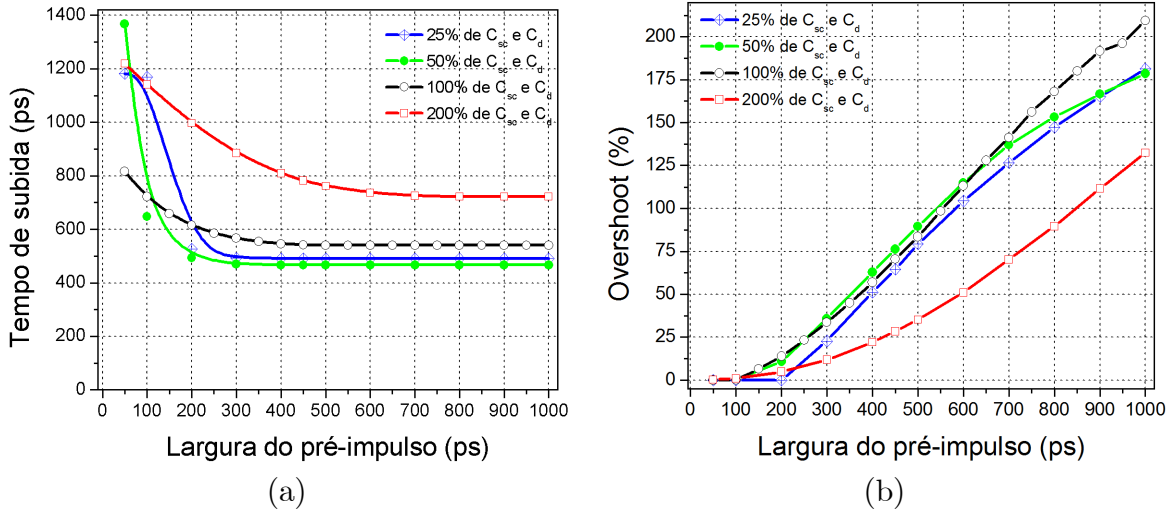 Tempo de subida (ps)
1400
1200
1000
800
600
400
200
0
25% de Csc e Cd
50% de Csc e Cd
100% de Csc e Cd
200% de Csc e Cd
0 100 200 300 400 500 600 700 800 900 1000
Largura do pré-impulso (ps)
(a)
Overshoot (%)
200
175
150
125
100
75
50
25
0
25% de Csc e Cd
50% de Csc e Cd
100% de Csc e Cd
200% de Csc e Cd
0 100 200 300 400 500 600 700 800 900 1000
Largura do pré-impulso (ps)
(b)